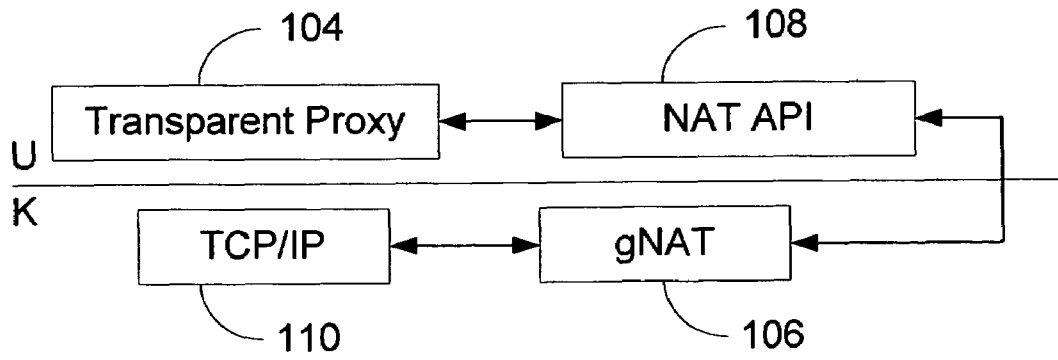 104
108
Transparent Proxy
NAT API
U
K
TCP/IP
gNAT
110
106